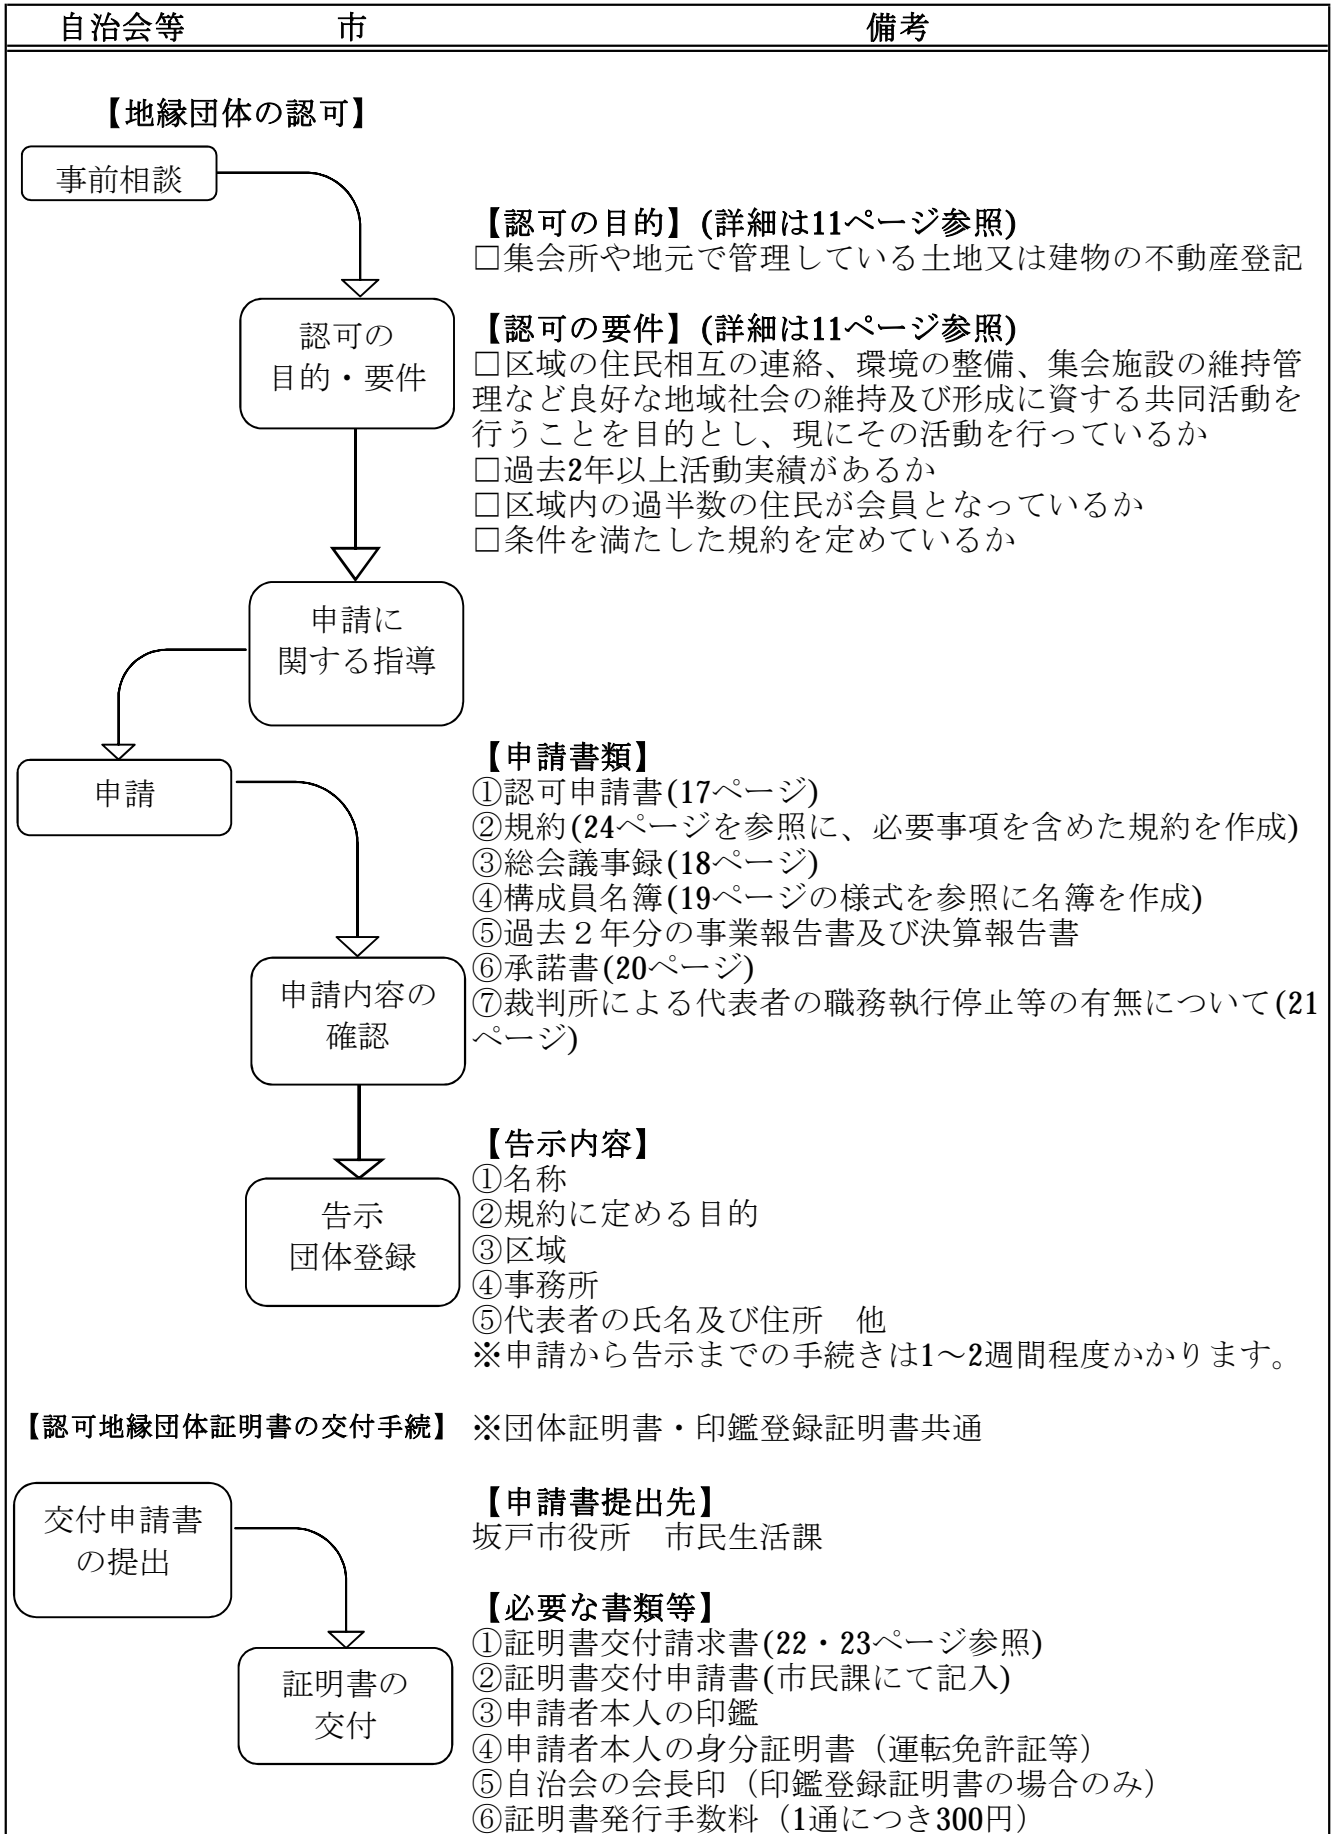 自治会等　市　備考
【地縁団体の認可】
事前相談
【認可の目的】(詳細は11ページ参照)
□集会所や地元で管理している土地又は建物の不動産登記
認可の
目的・要件
【認可の要件】(詳細は11ページ参照)
□区域の住民相互の連絡、環境の整備、集会施設の維持管
理など良好な地域社会の維持及び形成に資する共同活動を
行うことを目的とし、現にその活動を行っているか
□過去2年以上活動実績があるか
□区域内の過半数の住民が会員となっているか
□条件を満たした規約を定めているか
申請に
関する指導
申請
【申請書類】
①認可申請書(17ページ)
②規約(24ページを参照に、必要事項を含めた規約を作成)
③総会議事録(18ページ)
④構成員名簿(19ページの様式を参照に名簿を作成)
⑤過去２年分の事業報告書及び決算報告書
⑥承諾書(20ページ)
⑦裁判所による代表者の職務執行停止等の有無について(21
ページ)
申請内容の
確認
告示
団体登録
【告示内容】
①名称
②規約に定める目的
③区域
④事務所
⑤代表者の氏名及び住所　他
※申請から告示までの手続きは1～2週間程度かかります。
【認可地縁団体証明書の交付手続】　※団体証明書・印鑑登録証明書共通
交付申請書
の提出
【申請書提出先】
坂戸市役所　市民生活課
証明書の
交付
【必要な書類等】
①証明書交付請求書(22・23ページ参照)
②証明書交付申請書(市民課にて記入)
③申請者本人の印鑑
④申請者本人の身分証明書（運転免許証等）
⑤自治会の会長印（印鑑登録証明書の場合のみ）
⑥証明書発行手数料（1通につき300円）